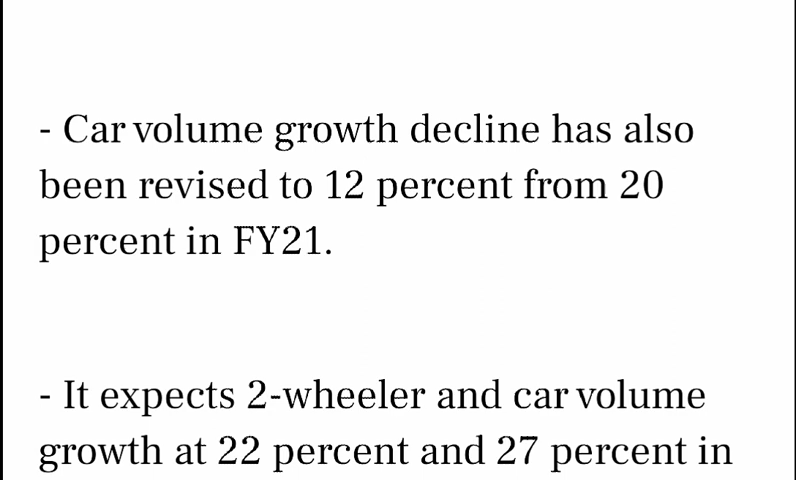 - Car volume growth decline has also
been revised to 12 percent from 20
percent in FY21.
- It expects 2-wheeler and car volume
growth at 22 percent and 27 percent in